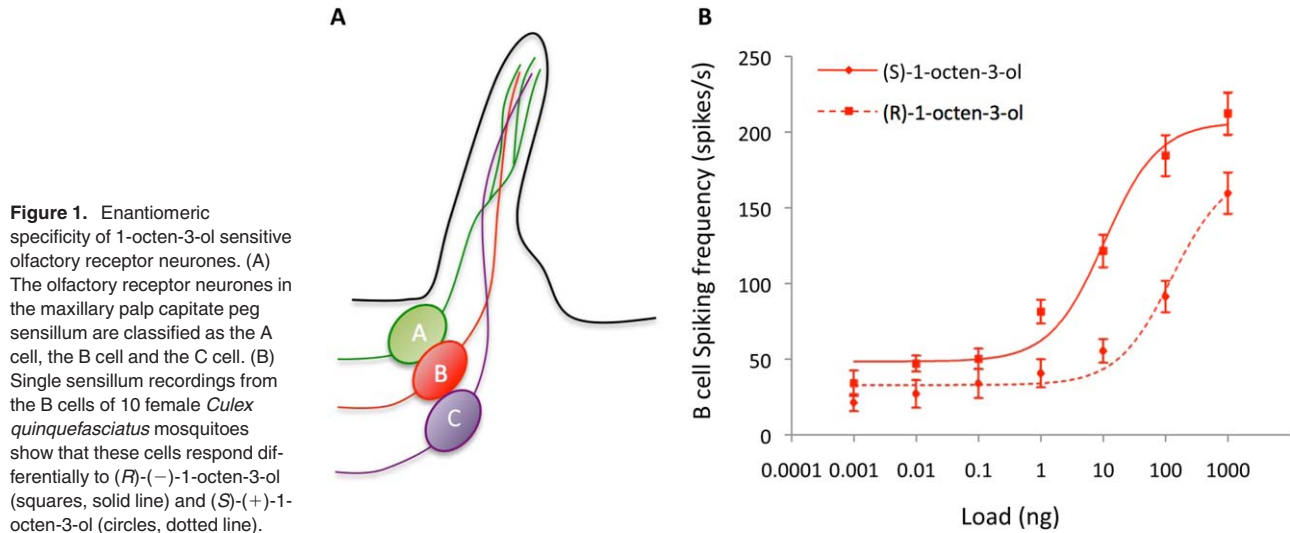 Figure 1. Enantiomeric
specificity of 1-octen-3-ol sensitive
olfactory receptor neurones. (A)
The olfactory receptor neurones in
the maxillary palp capitate peg
sensillum are classified as the A
cell, the B cell and the C cell. (B)
Single sensillum recordings from
the B cells of 10 female Culex
quinquefasciatus mosquitoes
show that these cells respond dif-
ferentially to (R)-(−)-1-octen-3-ol
(squares, solid line) and (S)-(+)-1-
octen-3-ol (circles, dotted line).
A
A
B
C
B
B cell Spiking frequency (spikes/s)
250
200
150
100
50
0
(S)-1-octen-3-ol
(R)-1-octen-3-ol
0.0001 0.001 0.01 0.1 1 10 100 1000
Load (ng)